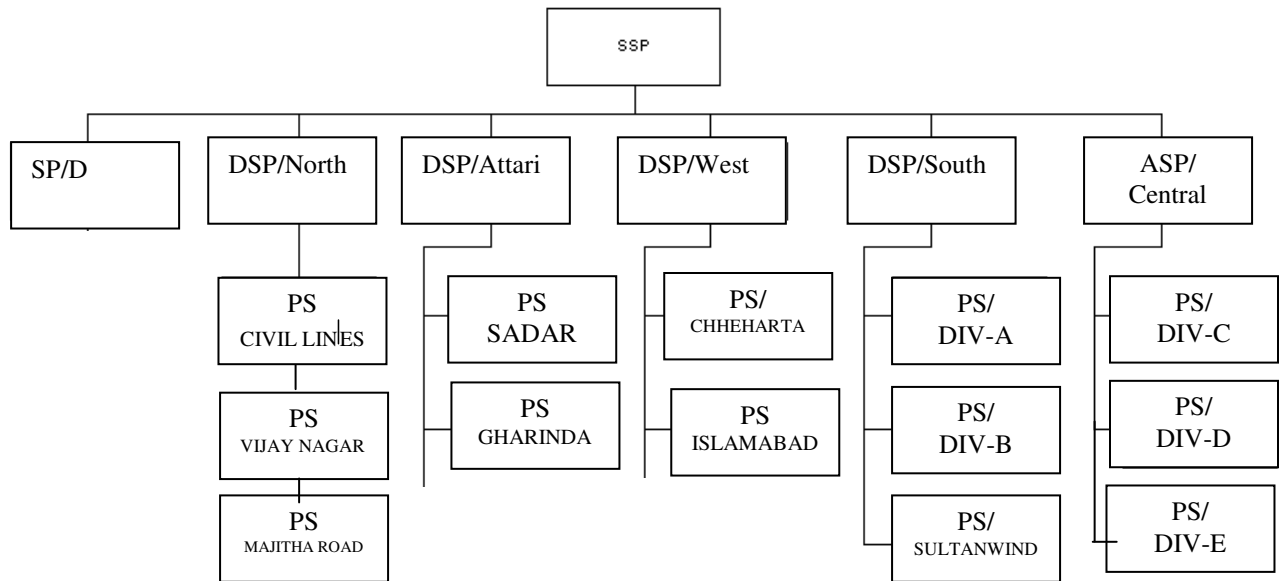 SSP
SP/D
DSP/North
DSP/Attari
DSP/West
DSP/South
ASP/
Central
PS
CIVIL LINES
PS
VIJAY NAGAR
PS
MAJITHA ROAD
PS
SADAR
PS
GHARINDA
PS/
CHHEHARTA
PS
ISLAMABAD
PS/
DIV-A
PS/
DIV-B
PS/
SULTANWIND
PS/
DIV-C
PS/
DIV-D
PS/
DIV-E